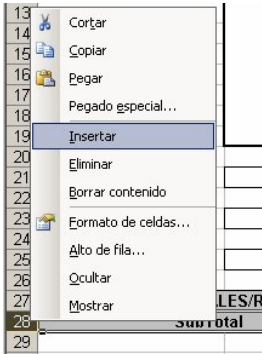 13
14
15
16
17
18
19
20
21
22
23
24
25
26
27
28
29
Cortar
Copiar
Pegar
Pegado especial...
Insertar
Eliminar
Borrar contenido
Formato de celdas...
Alto de fila...
Ocultar
Mostrar
LES/R
SubTotal